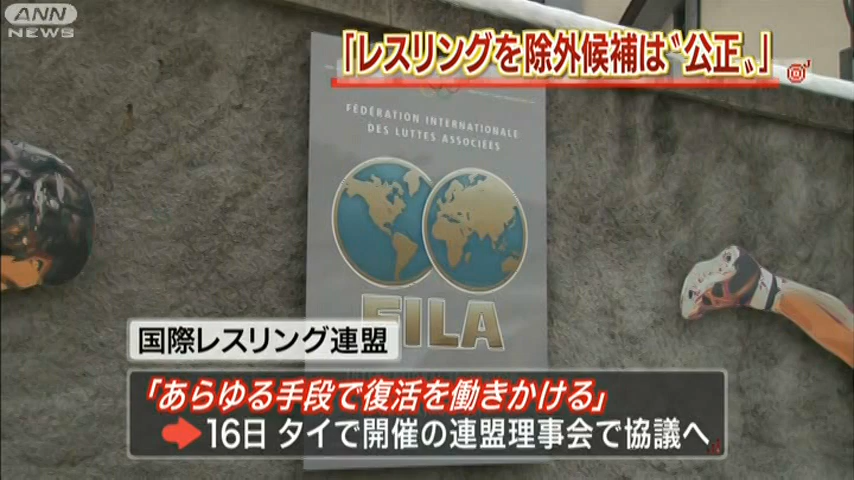 ANN
NEWS
「レスリングを除外候補は〝公正〟」
FÉDÉRATION INTERNATIONALE
DES LUTTES ASSOCIÉES
FILA
国際レスリング連盟
「あらゆる手段で復活を働きかける」
➡16日 タイで開催の連盟理事会で協議へ